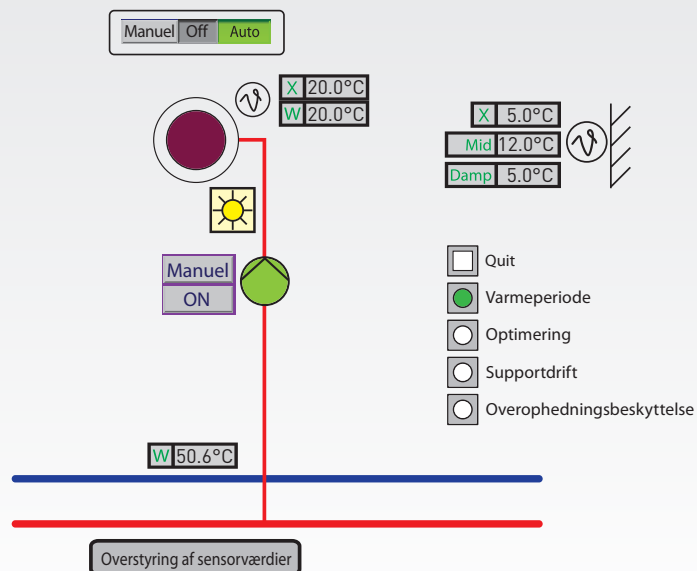 Manuel Off Auto
X 20.0°C
W 20.0°C
X 5.0°C
Mid 12.0°C
Damp 5.0°C
Manuel
ON
Quit
Varmeperiode
Optimering
Supportdrift
Overophedningsbeskyttelse
W 50.6°C
Overstyring af sensorværdier